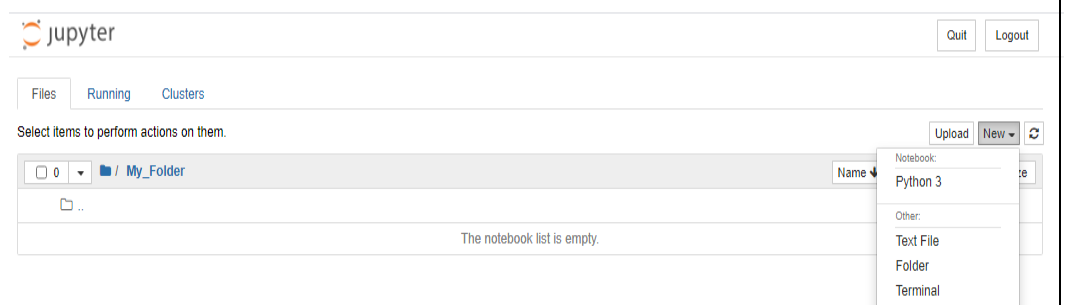 jupyter
Quit
Logout
Files
Running
Clusters
Select items to perform actions on them.
Upload
New
0
/ My_Folder
Name
..
The notebook list is empty.
Notebook:
Python 3
Other:
Text File
Folder
Terminal